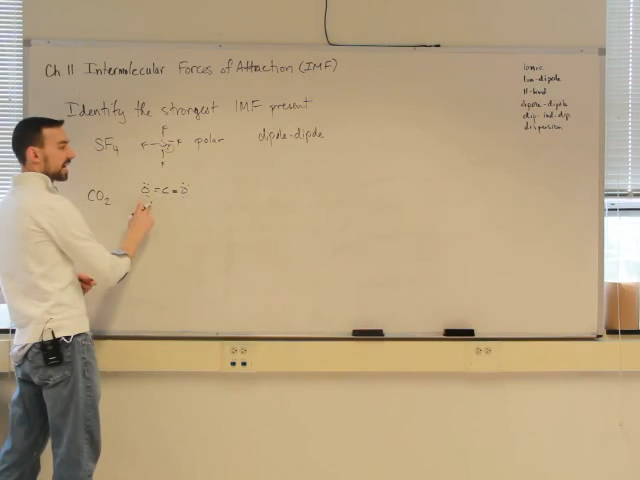 Ch 11 Intermolecular Forces of Attraction (IMF)
Identify the strongest IMF present
SF4 polar dipole-dipole
CO2 O=C=O
ionic
Ion-dipole
H-bond
dipole-dipole
dip-ind-dip
dispersion